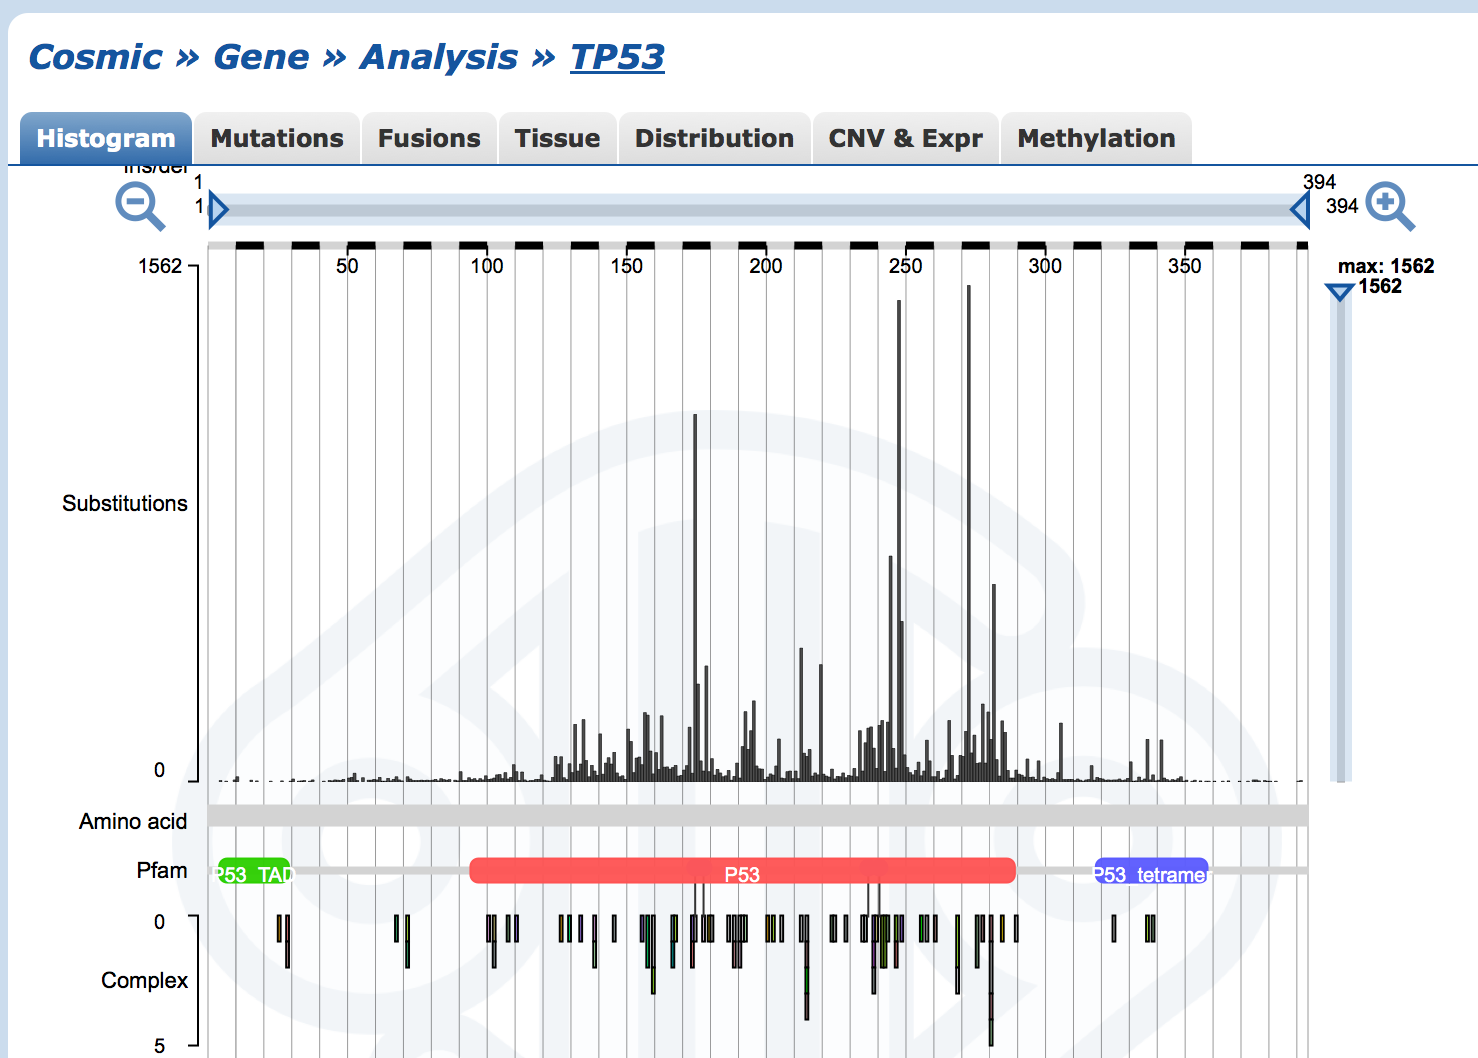 Cosmic » Gene » Analysis » TP53
Histogram Mutations Fusions Tissue Distribution CNV & Expr Methylation
Ins/del
1 394
1 394
1562 50 100 150 200 250 300 350 max: 1562
1562
Substitutions
0
Amino acid
Pfam P53_TAD P53 P53_tetramer
0
Complex
5